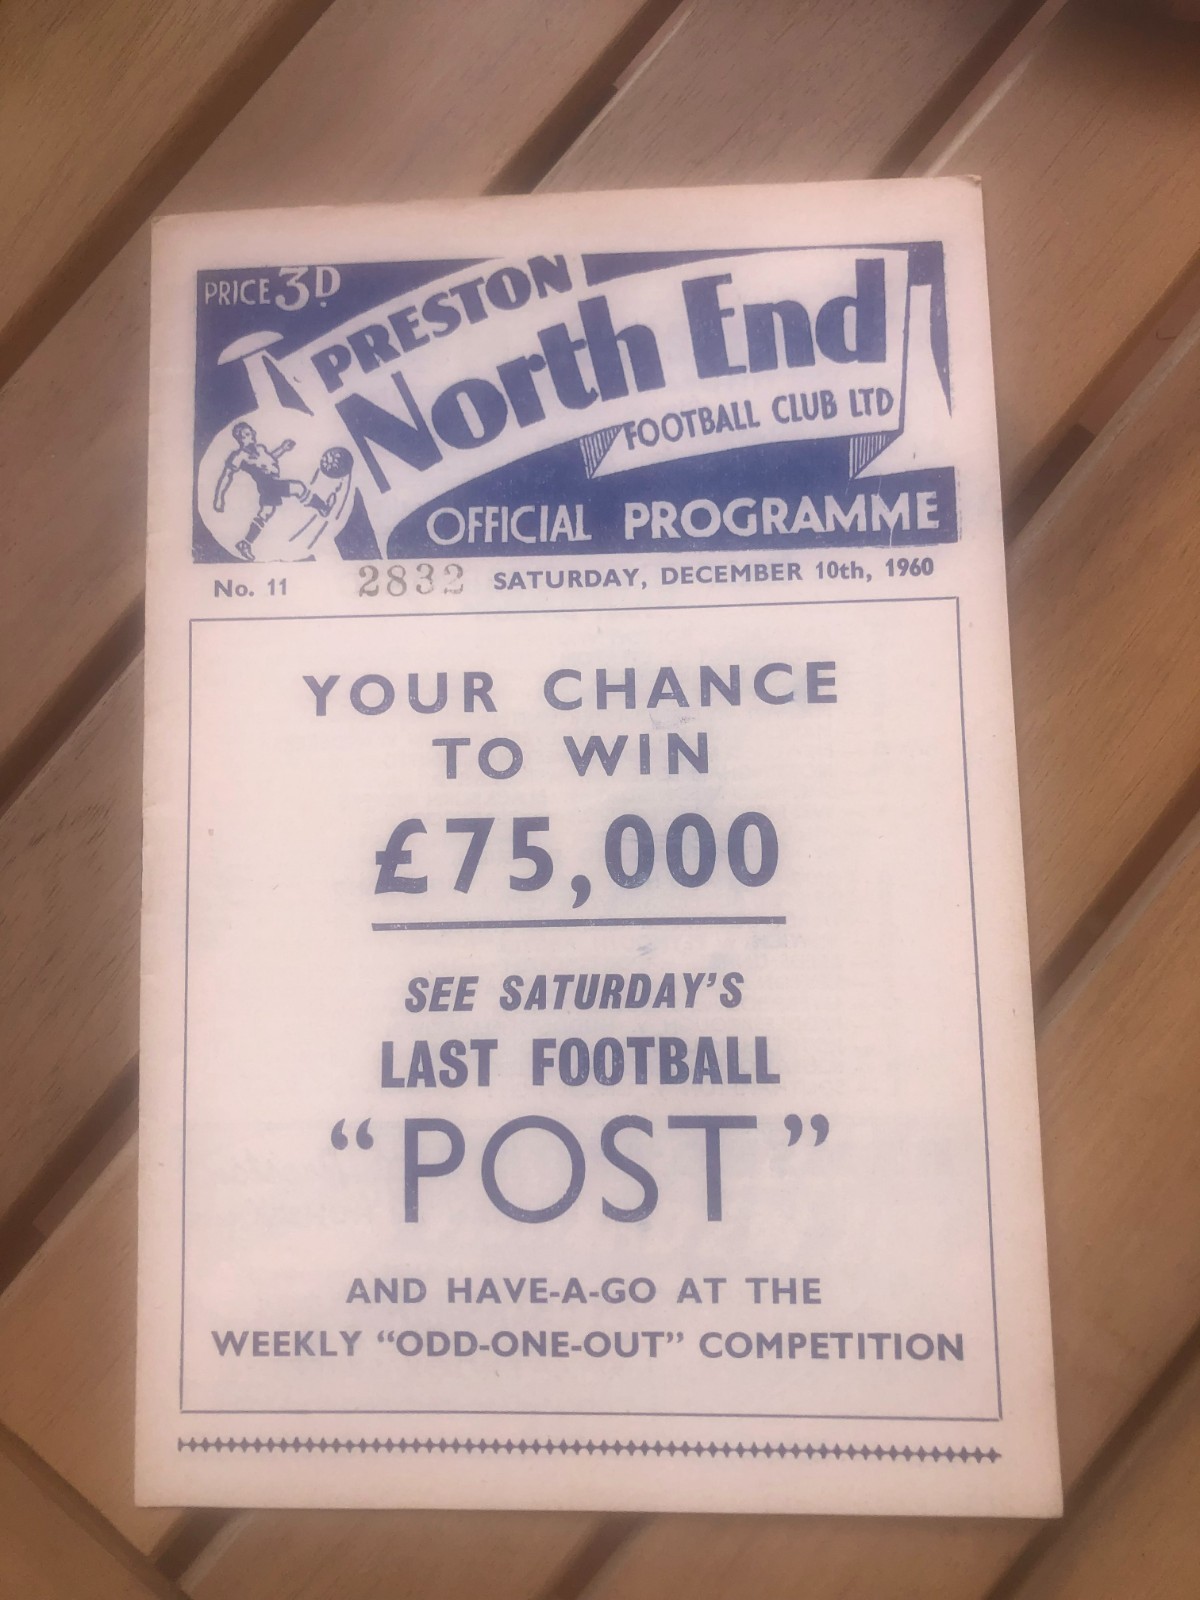 PRICE 3D.
PRESTON
North End
FOOTBALL CLUB LTD
OFFICIAL PROGRAMME
No. 11 2832 SATURDAY, DECEMBER 10th, 1960
YOUR CHANCE
TO WIN
£75,000
SEE SATURDAY'S
LAST FOOTBALL
“POST”
AND HAVE-A-GO AT THE
WEEKLY “ODD-ONE-OUT” COMPETITION